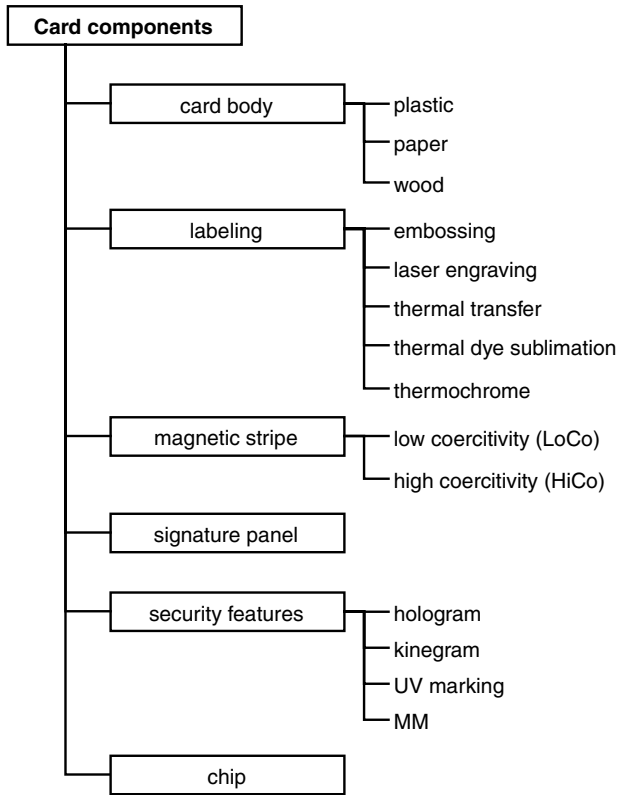 Card components
card body
plastic
paper
wood
labeling
embossing
laser engraving
thermal transfer
thermal dye sublimation
thermochrome
magnetic stripe
low coercitivity (LoCo)
high coercitivity (HiCo)
signature panel
security features
hologram
kinegram
UV marking
MM
chip